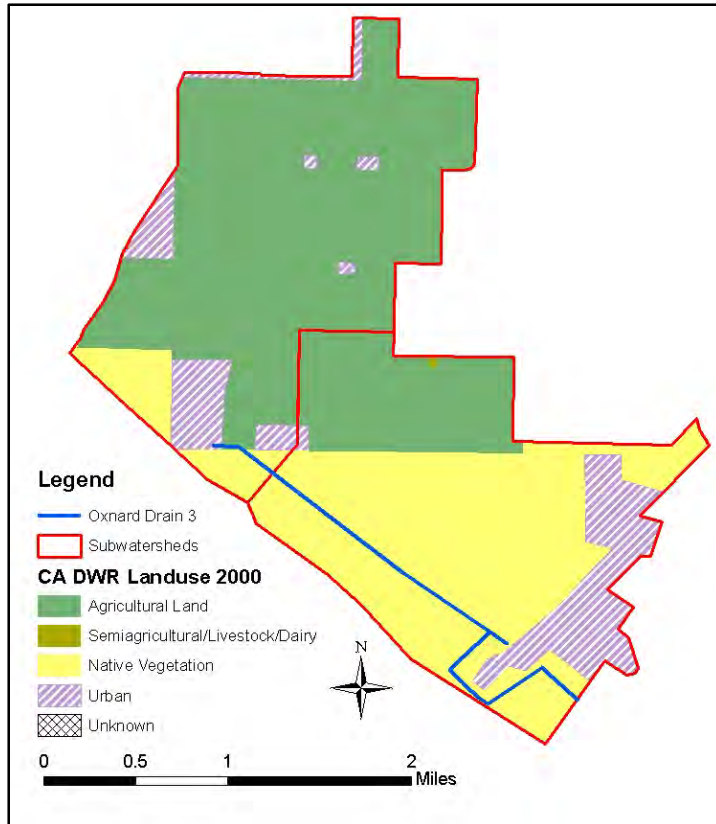 Legend
Oxnard Drain 3
Subwatersheds
CA DWR Landuse 2000
Agricultural Land
Semiagricultural/Livestock/Dairy
Native Vegetation
Urban
Unknown
N
0 0.5 1 2
Miles